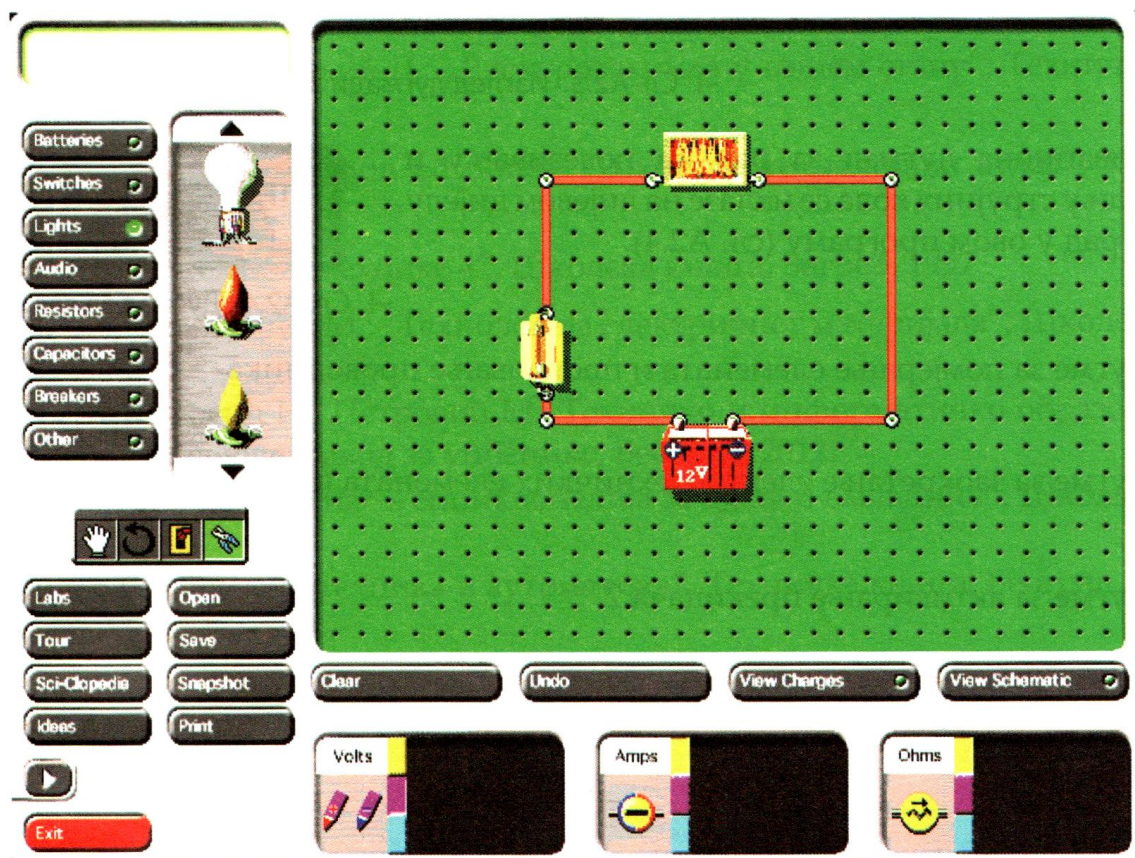 Batteries
Switches
Lights
Audio
Resistors
Capacitors
Breakers
Other
Labs
Open
Tour
Save
Sci-Clopedia
Snapshot
Ideas
Print
Exit
+ −
12V
Clear
Undo
View Charges
View Schematic
Volts
Amps
Ohms